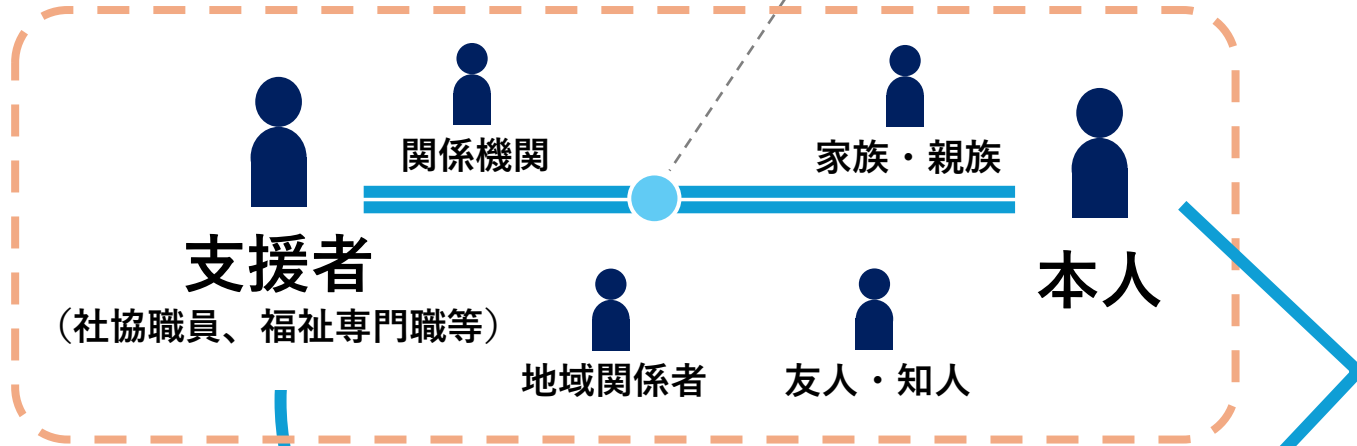 関係機関
家族・親族
支援者
（社協職員、福祉専門職等）
本人
地域関係者
友人・知人